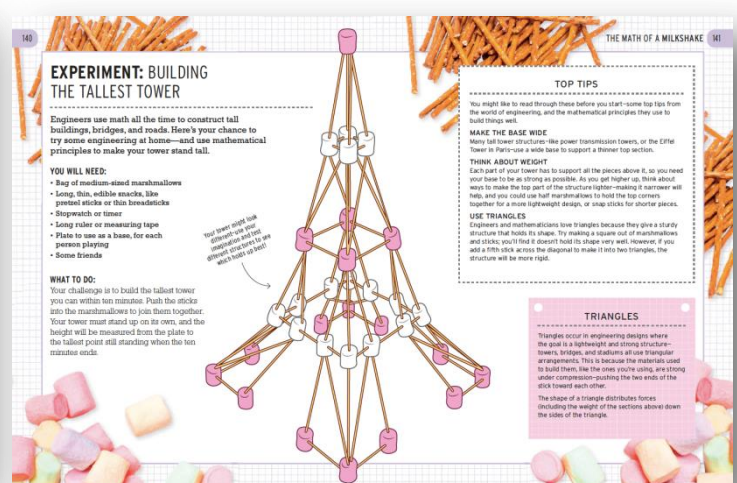 140
THE MATH OF A MILKSHAKE 141
EXPERIMENT: BUILDING
THE TALLEST TOWER
Engineers use math all the time to construct tall
buildings, bridges, and roads. Here's your chance to
try some engineering at home—and use mathematical
principles to make your tower stand tall.
YOU WILL NEED:
• Bag of medium-sized marshmallows
• Long, thin, edible snacks, like
pretzel sticks or thin breadsticks
• Stopwatch or timer
• Long ruler or measuring tape
• Plate to use as a base, for each
person playing
• Some friends
WHAT TO DO:
Your challenge is to build the tallest tower
you can within ten minutes. Push the sticks
into the marshmallows to join them together.
Your tower must stand up on its own, and the
height will be measured from the plate to
the tallest point still standing when the ten
minutes ends.
Your tower might look
different—use your
imagination and test
different structures to see
which holds up best!
TOP TIPS
You might like to read through these before you start—some top tips from
the world of engineering, and the mathematical principles they use to
build things well.
MAKE THE BASE WIDE
Many tall tower structures—like power transmission towers, or the Eiffel
Tower in Paris—use a wide base to support a thinner top section.
THINK ABOUT WEIGHT
Each part of your tower has to support all the pieces above it, so you need
your base to be as strong as possible. As you get higher up, think about
ways to make the top part of the structure lighter—making it narrower will
help, and you could use half marshmallows to hold the top corners
together for a more lightweight design, or snap sticks for shorter pieces.
USE TRIANGLES
Engineers and mathematicians love triangles because they give a sturdy
structure that holds its shape. Try making a square out of marshmallows
and sticks; you'll find it doesn't hold its shape very well. However, if you
add a fifth stick across the diagonal to make it into two triangles, the
structure will be more rigid.
TRIANGLES
Triangles occur in engineering designs where
the goal is a lightweight and strong structure—
towers, bridges, and stadiums all use triangular
arrangements. This is because the materials used
to build them, like the ones you're using, are strong
under compression—pushing the two ends of the
stick toward each other.
The shape of a triangle distributes forces
(including the weight of the sections above) down
the sides of the triangle.